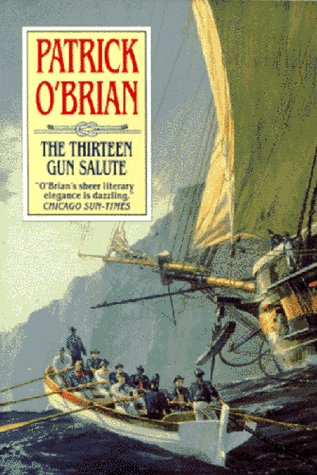 PATRICK
O'BRIAN
THE THIRTEEN
GUN SALUTE
"O'Brian's sheer literary
elegance is dazzling."
CHICAGO SUN-TIMES